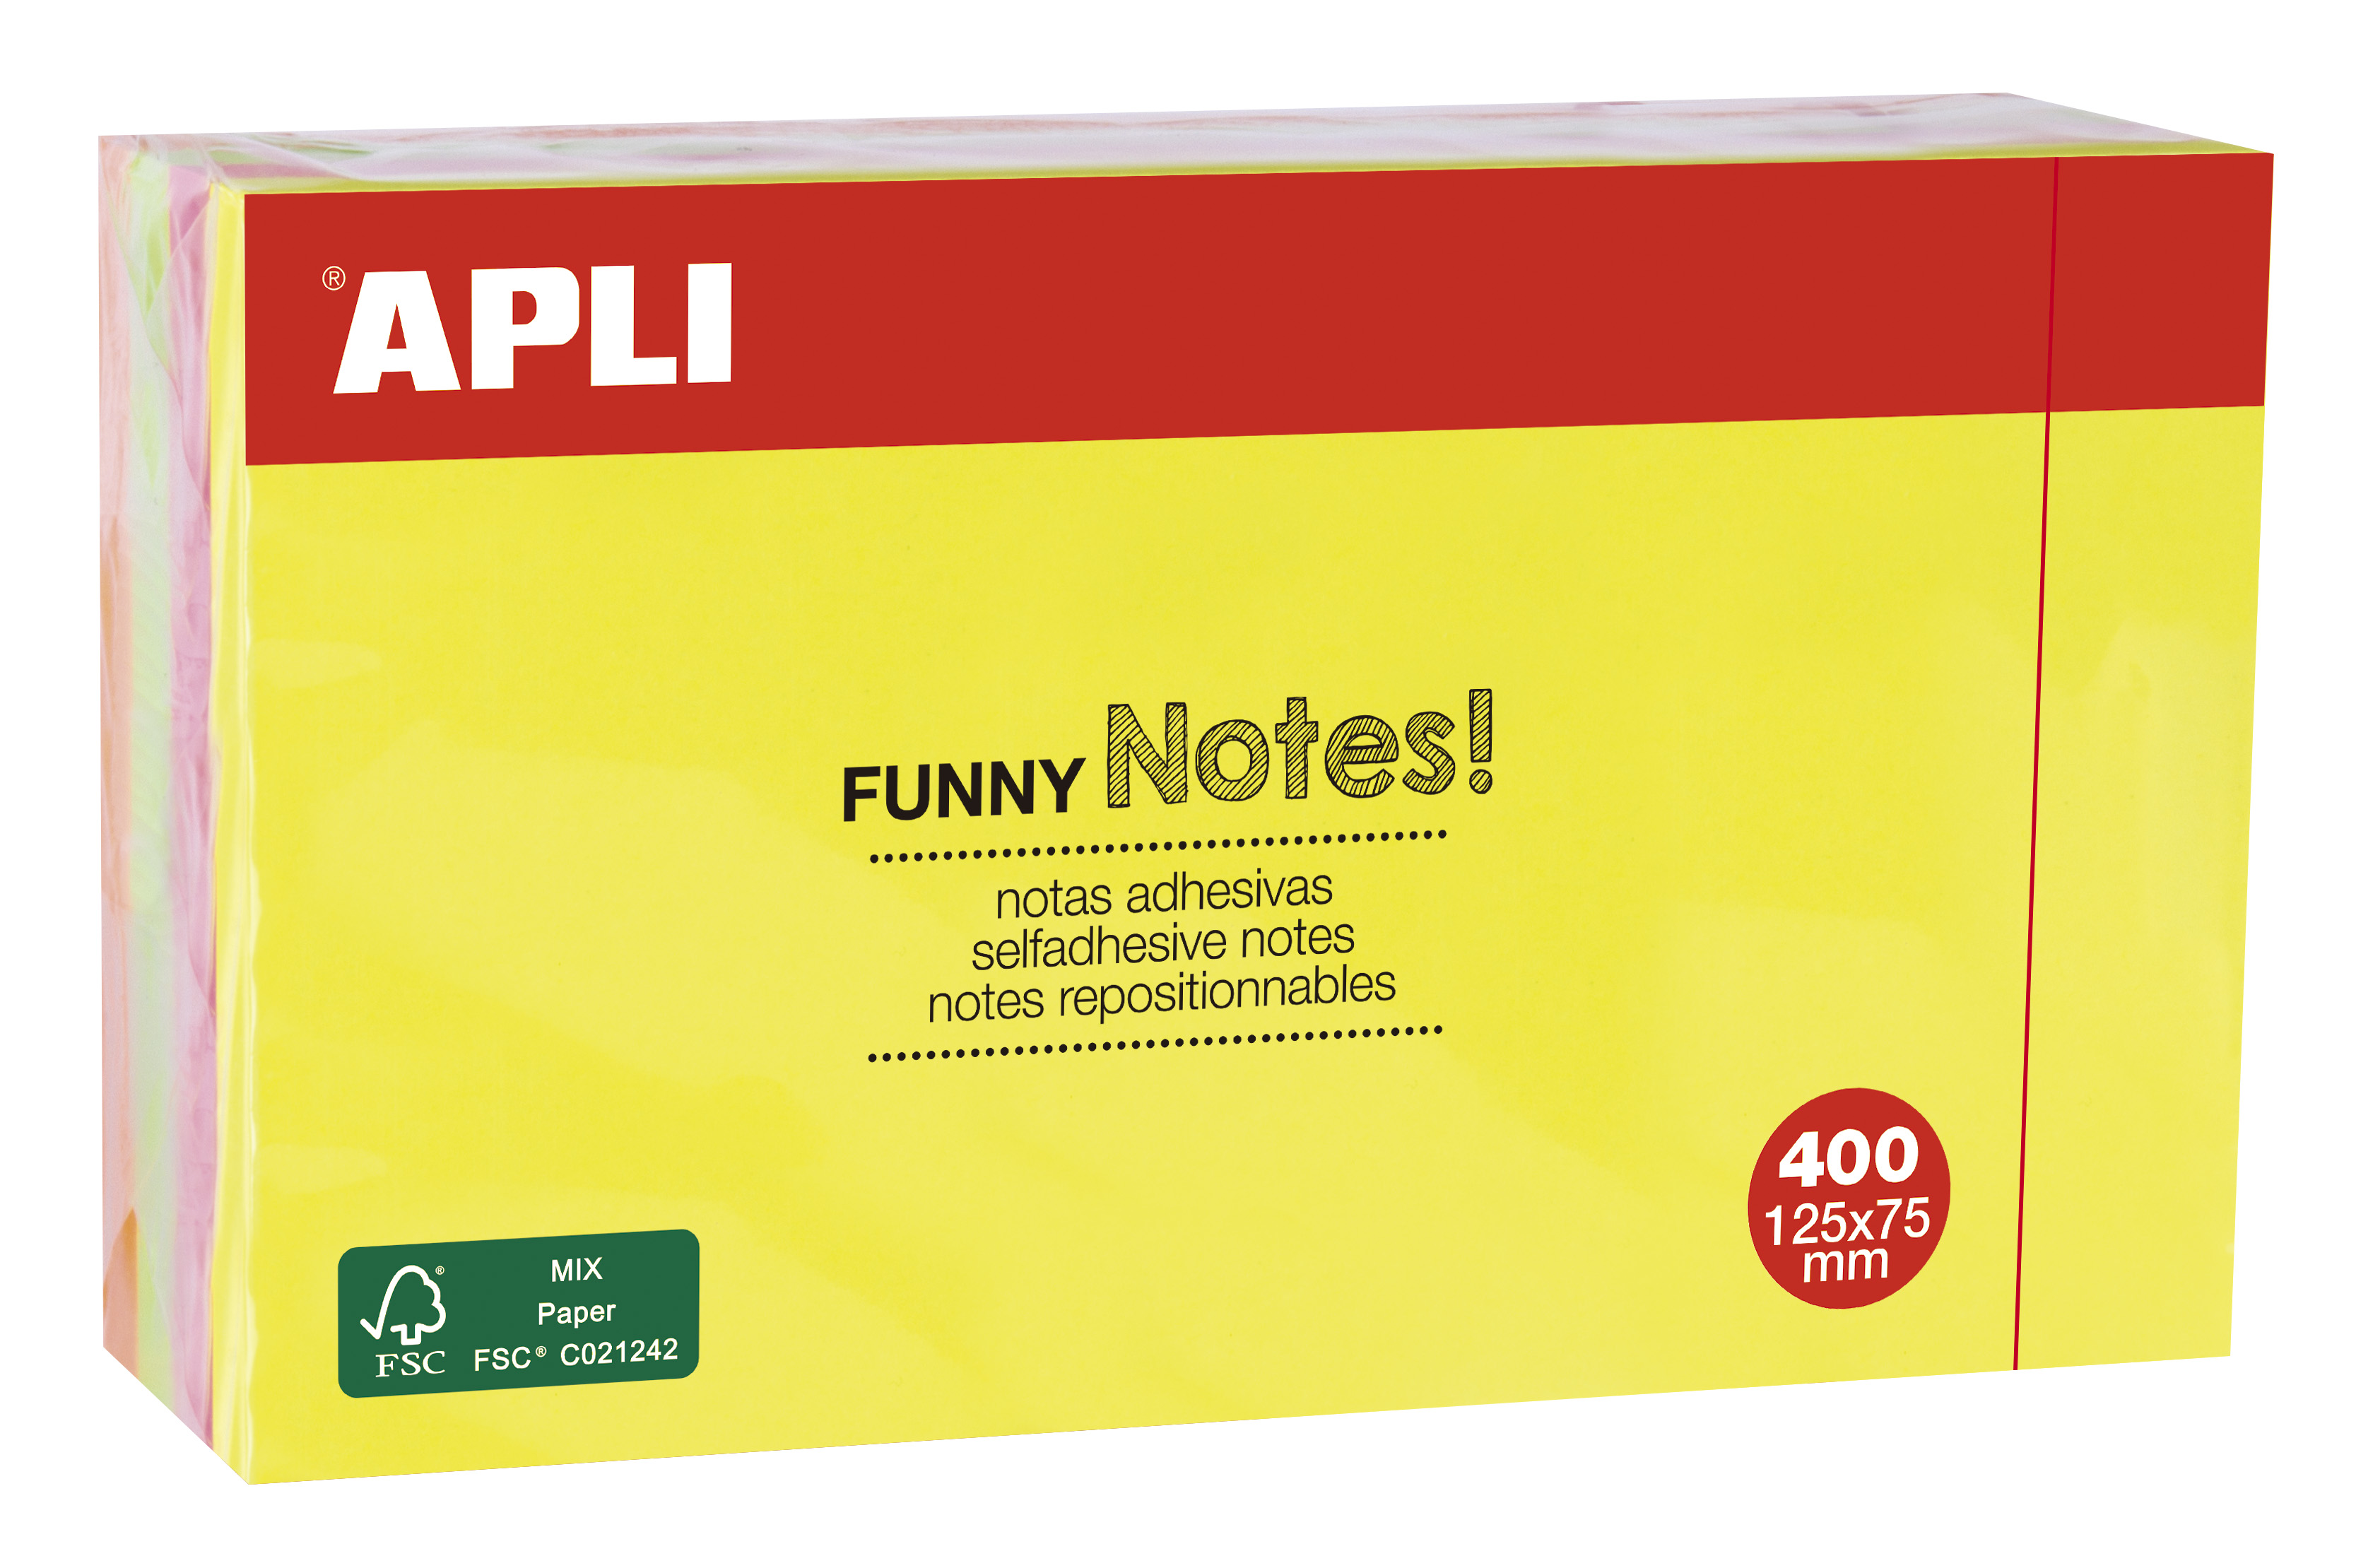 ® APLI
FUNNY Notes!
notas adhesivas
selfadhesive notes
notes repositionnables
400
125x75
mm
®
FSC
MIX
Paper
FSC® C021242